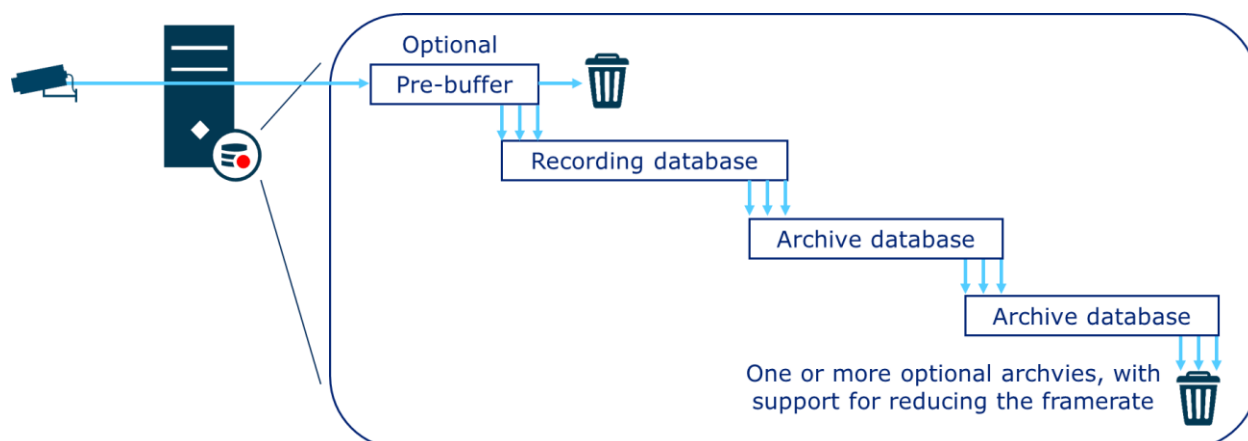 Optional
Pre-buffer
Recording database
Archive database
Archive database
One or more optional archvies, with
support for reducing the framerate